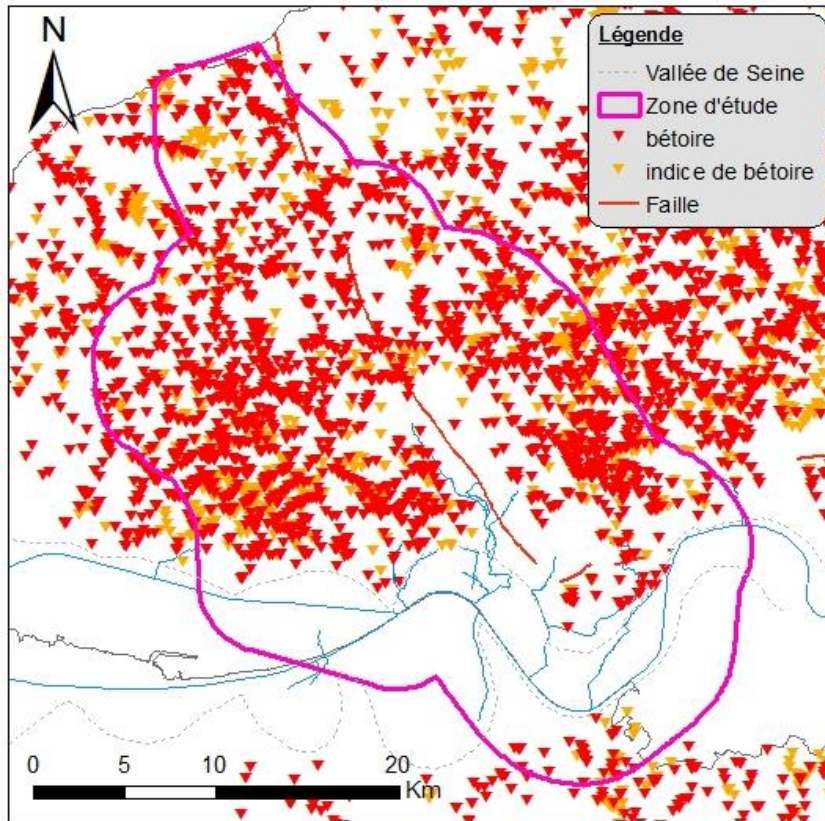 N
Légende
Vallée de Seine
Zone d'étude
bétoire
indice de bétoire
Faille
0 5 10 20
Km